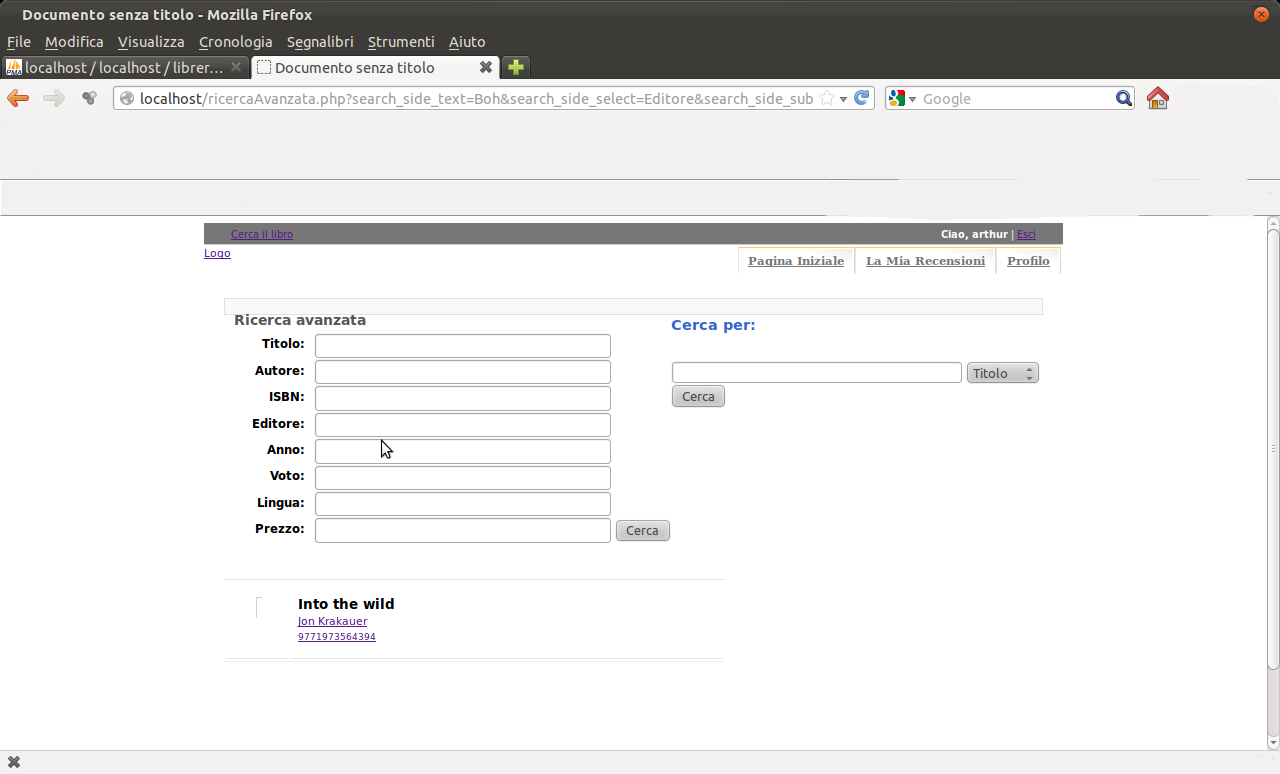 Documento senza titolo - Mozilla Firefox
File Modifica Visualizza Cronologia Segnalibri Strumenti Aiuto
localhost / localhost / librer... Documento senza titolo
localhost/ricercaAvanzata.php?search_side_text=Boh&search_side_select=Editore&search_side_sub Google
Cerca il libro Ciao, arthur | Esci
Logo
Pagina Iniziale La Mia Recensioni Profilo
Ricerca avanzata
Titolo:
Autore:
ISBN:
Editore:
Anno:
Voto:
Lingua:
Prezzo: Cerca
Cerca per:
Titolo
Cerca
Into the wild
Jon Krakauer
9771973564394